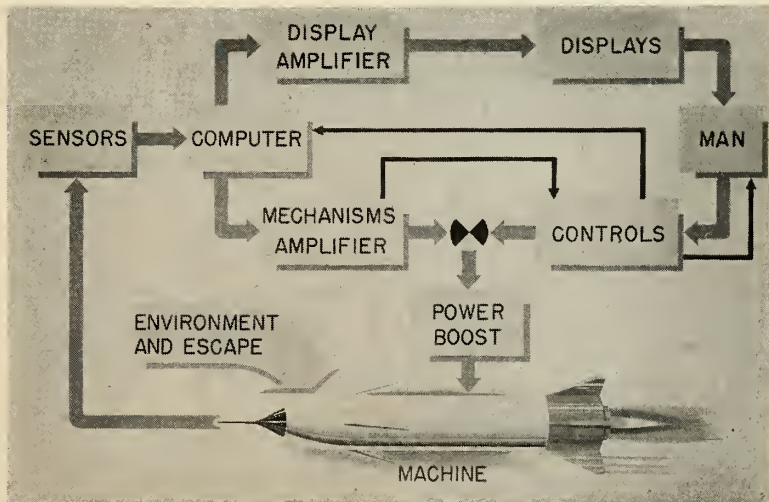 DISPLAY
AMPLIFIER
DISPLAYS
SENSORS
COMPUTER
MAN
MECHANISMS
AMPLIFIER
CONTROLS
ENVIRONMENT
AND ESCAPE
POWER
BOOST
MACHINE